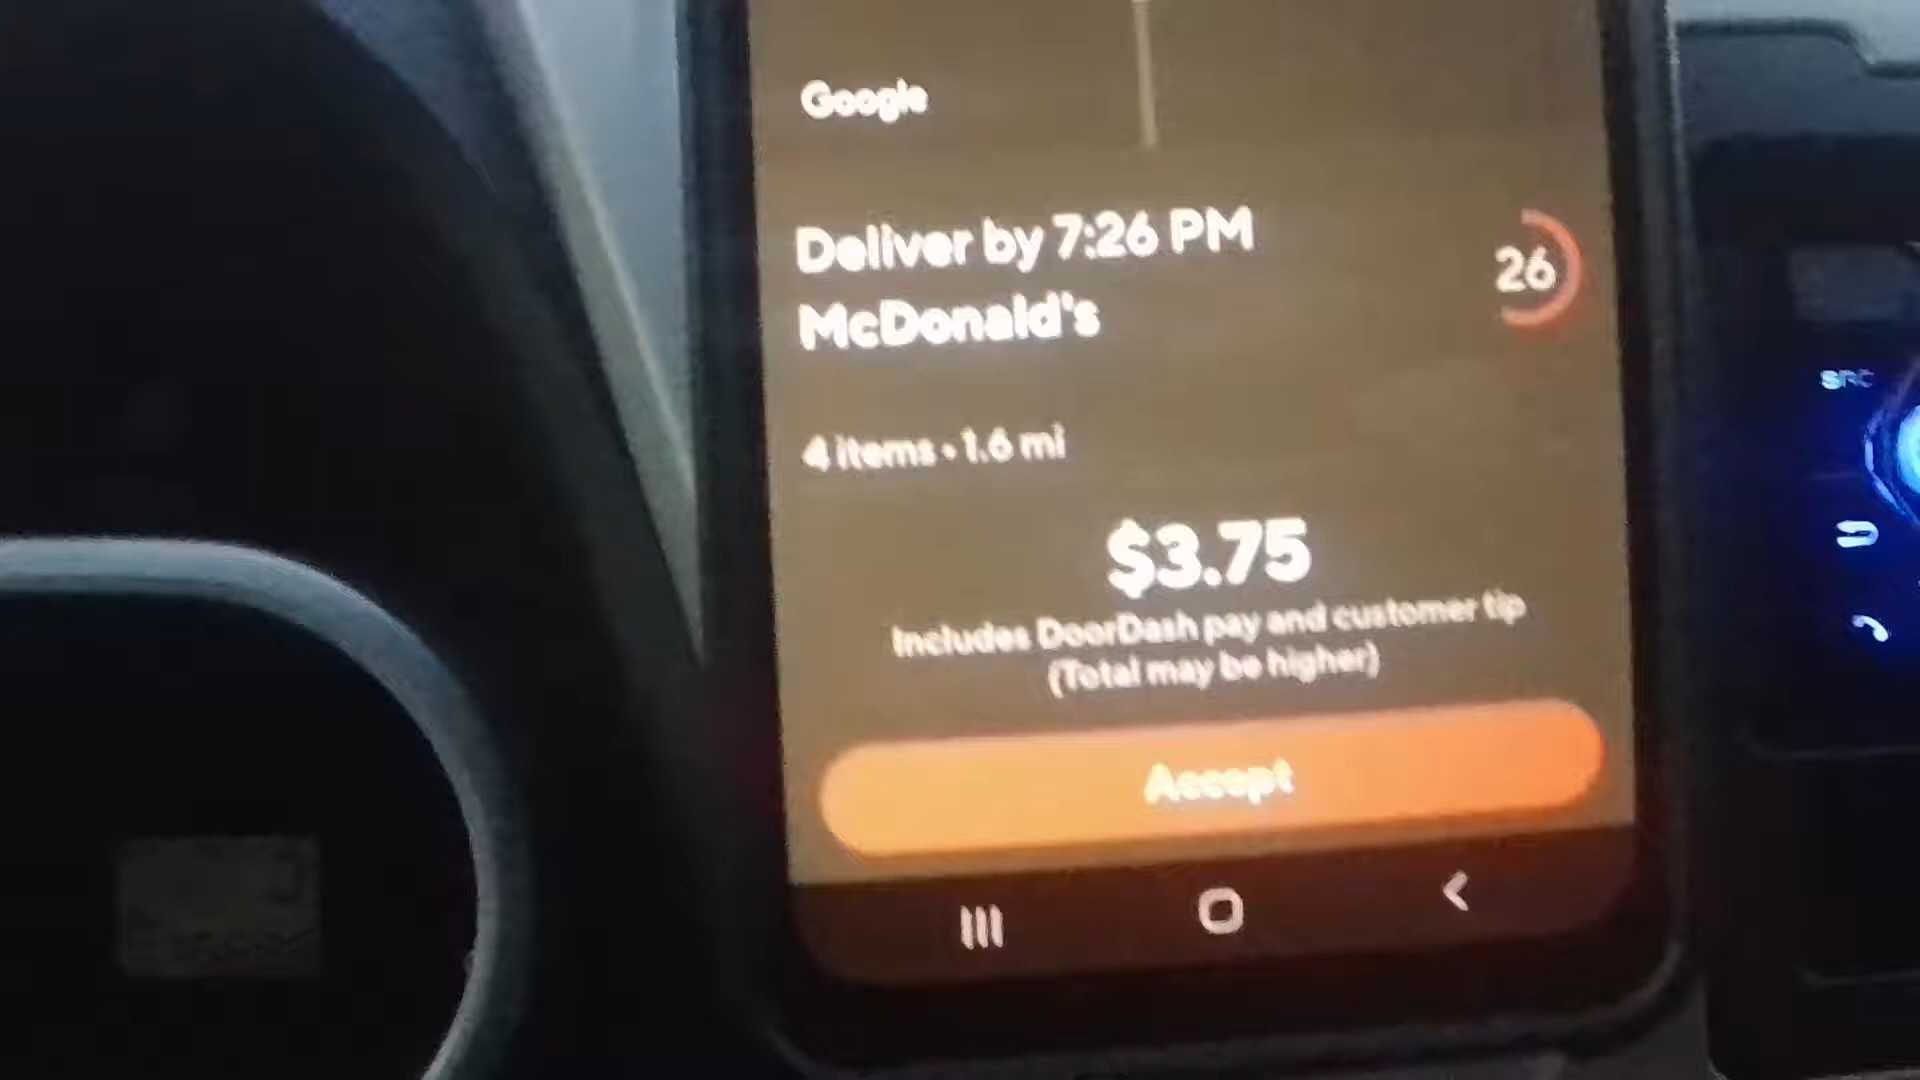 Google
Deliver by 7:26 PM
26
McDonald's
4 items • 1.6 mi
$3.75
Includes DoorDash pay and customer tip
(Total may be higher)
Accept
SRC